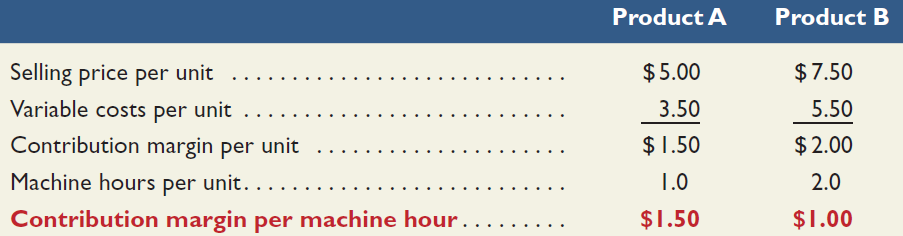 Product A Product B
Selling price per unit .............................. $5.00 $7.50
Variable costs per unit ............................. 3.50 5.50
Contribution margin per unit ....................... $1.50 $2.00
Machine hours per unit.............................. 1.0 2.0
Contribution margin per machine hour......... $1.50 $1.00